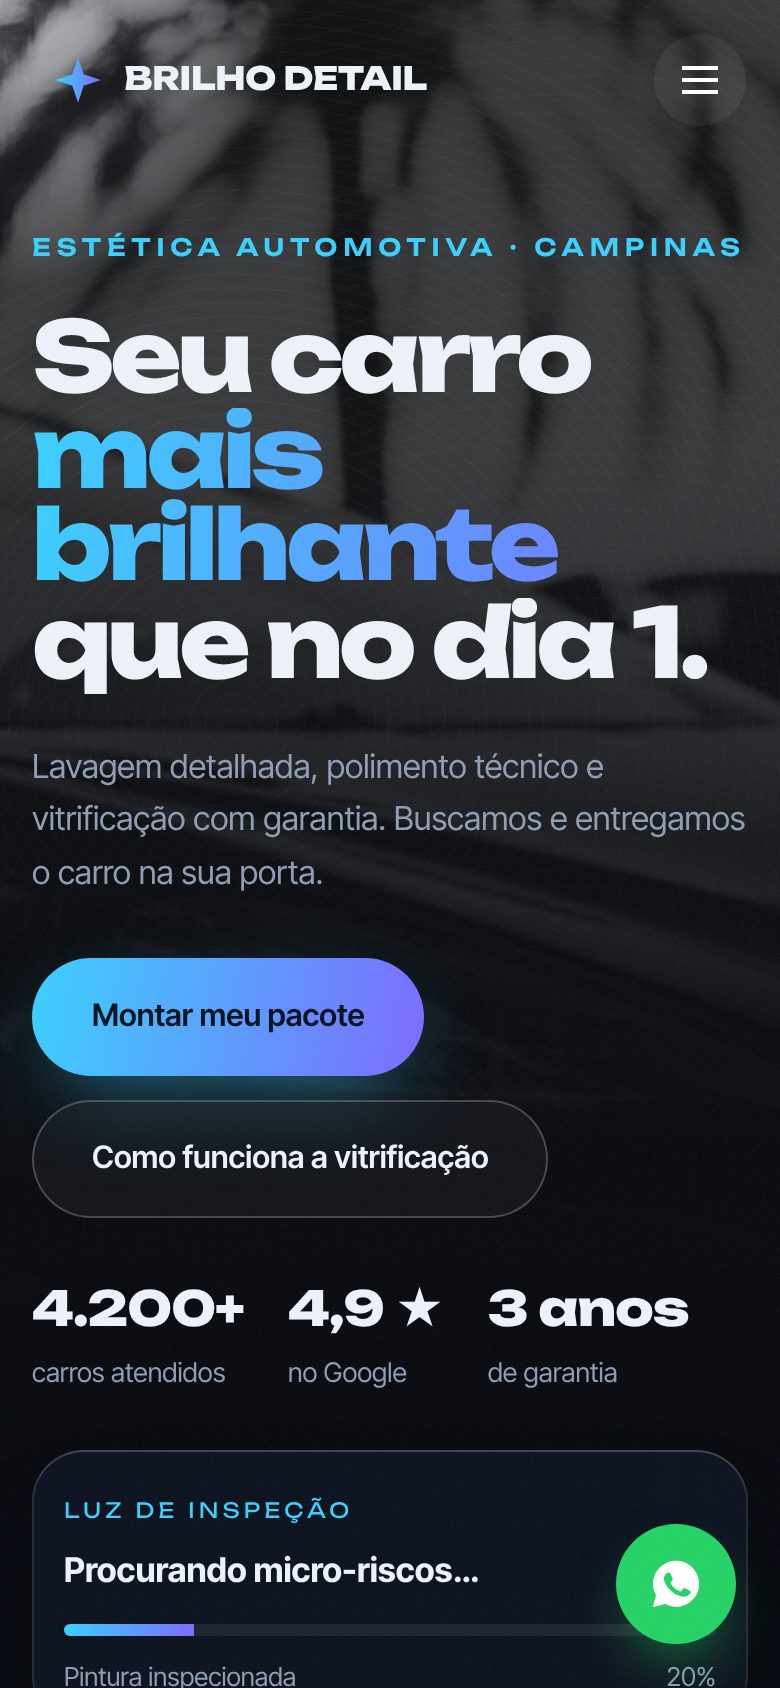 BRILHO DETAIL
ESTÉTICA AUTOMOTIVA · CAMPINAS
Seu carro
mais
brilhante
que no dia 1.
Lavagem detalhada, polimento técnico e
vitrificação com garantia. Buscamos e entregamos
o carro na sua porta.
Montar meu pacote
Como funciona a vitrificação
4.200+ 4,9 ★ 3 anos
carros atendidos no Google de garantia
LUZ DE INSPEÇÃO
Procurando micro-riscos...
Pintura inspecionada 20%